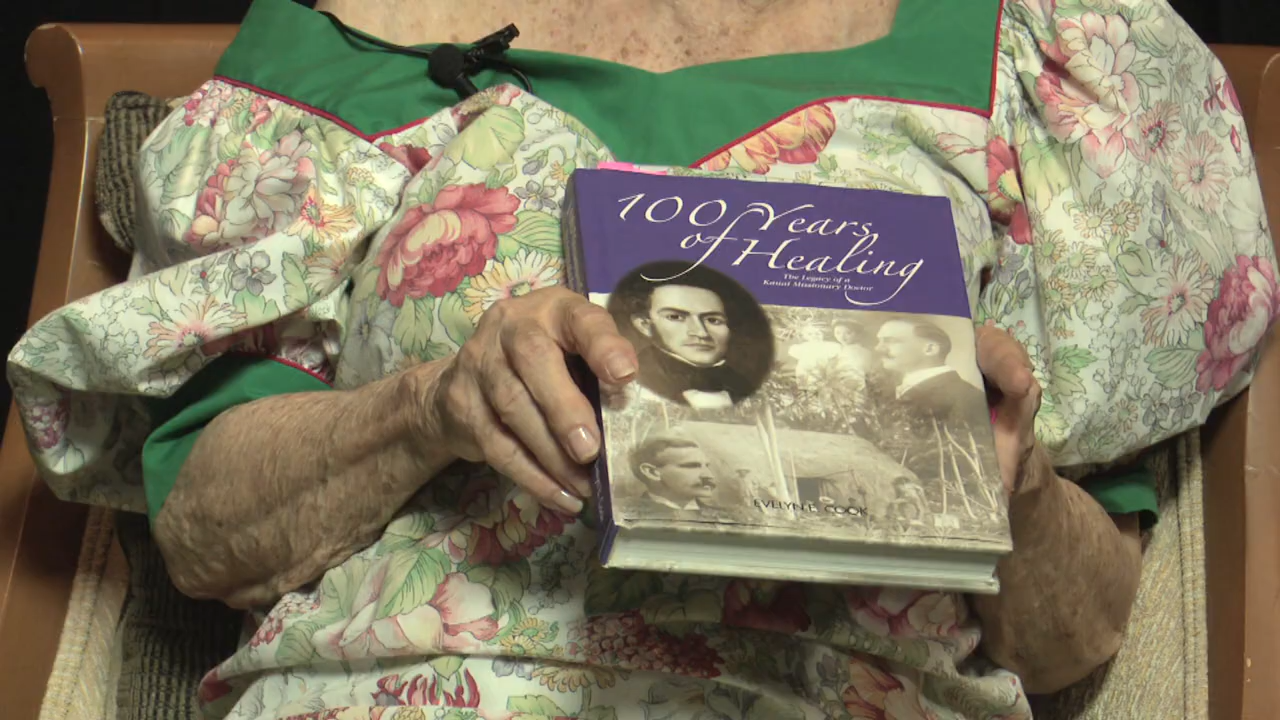 100 Years
of Healing
The Legacy of a
Kauai Missionary Doctor
EVELYN E. COOK